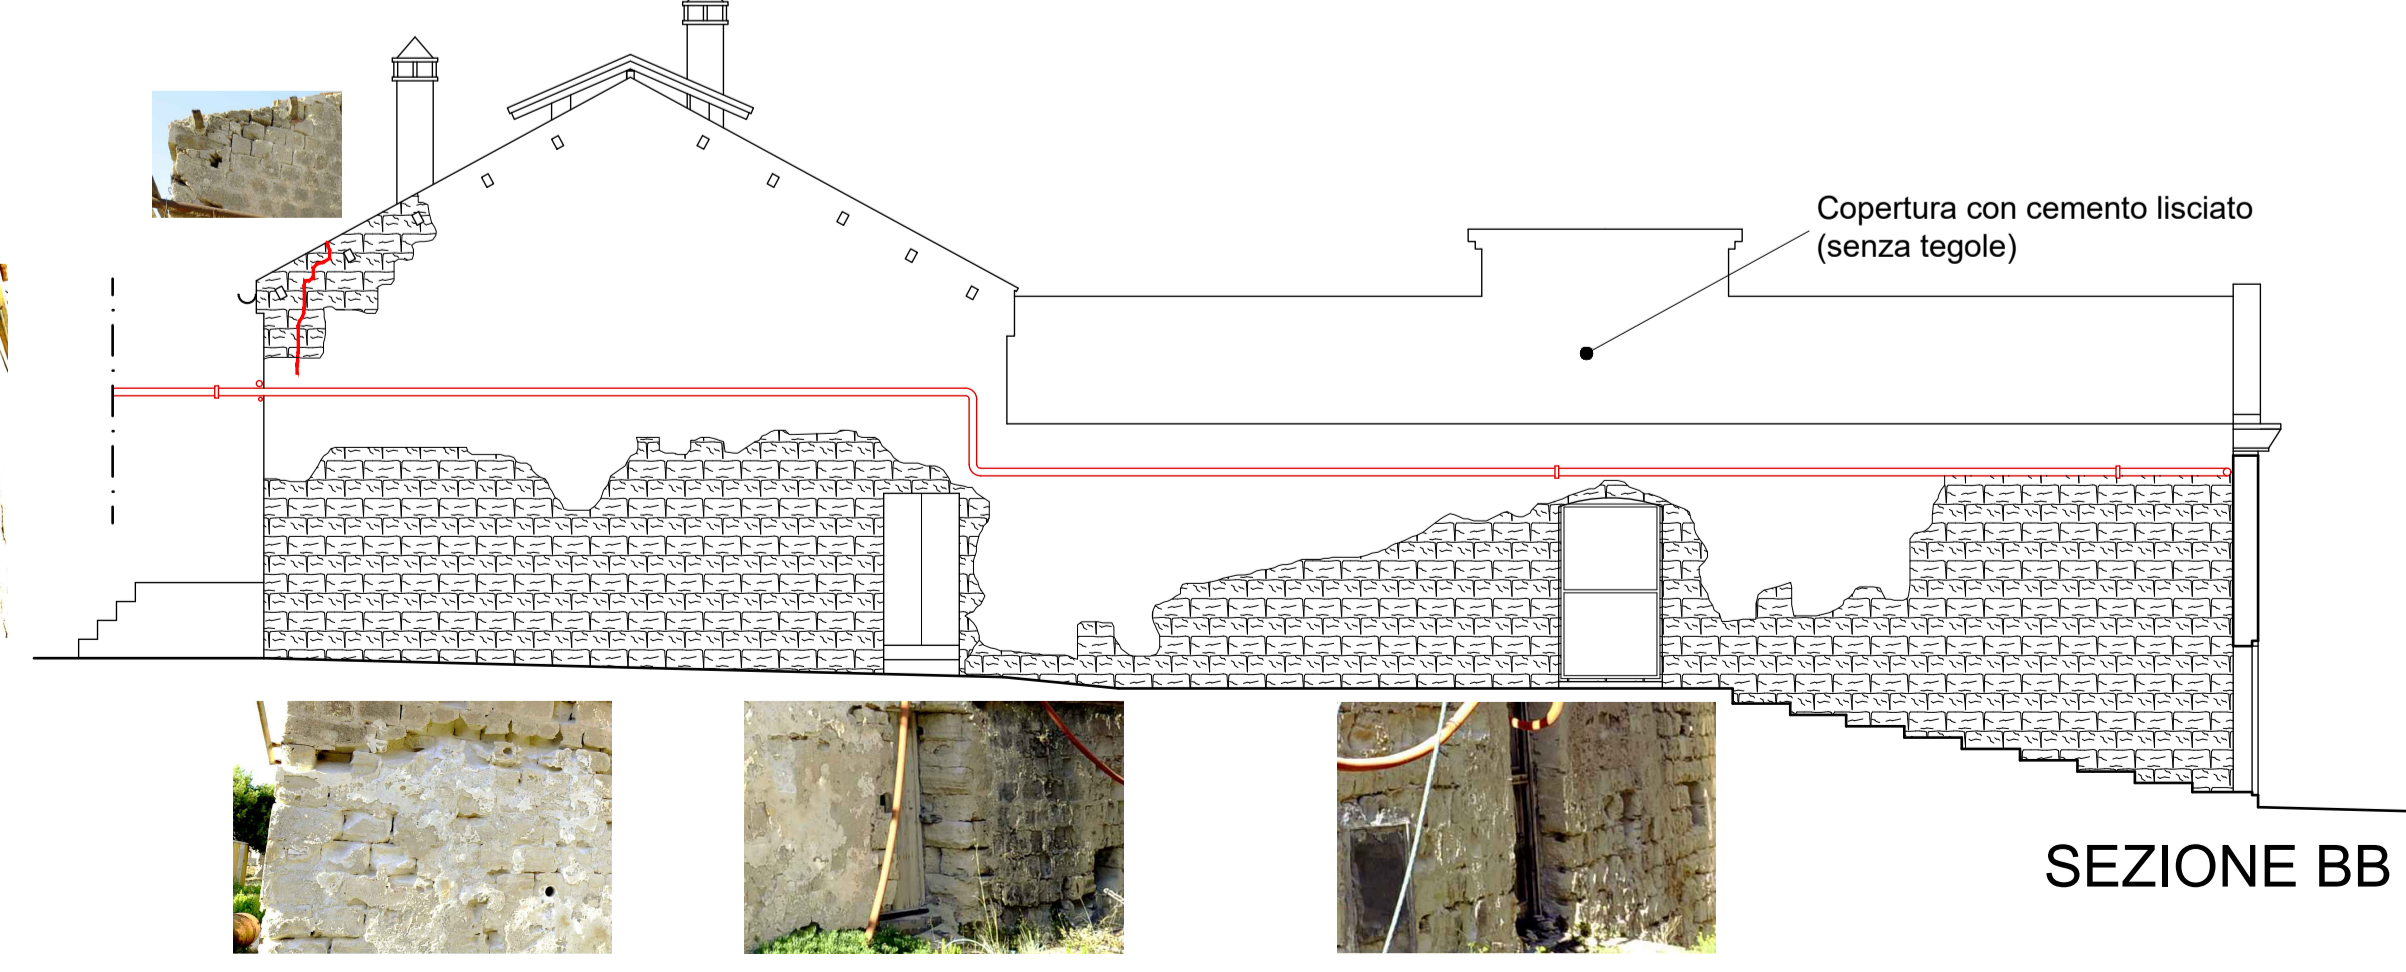 Copertura con cemento lisciato
(senza tegole)
SEZIONE BB